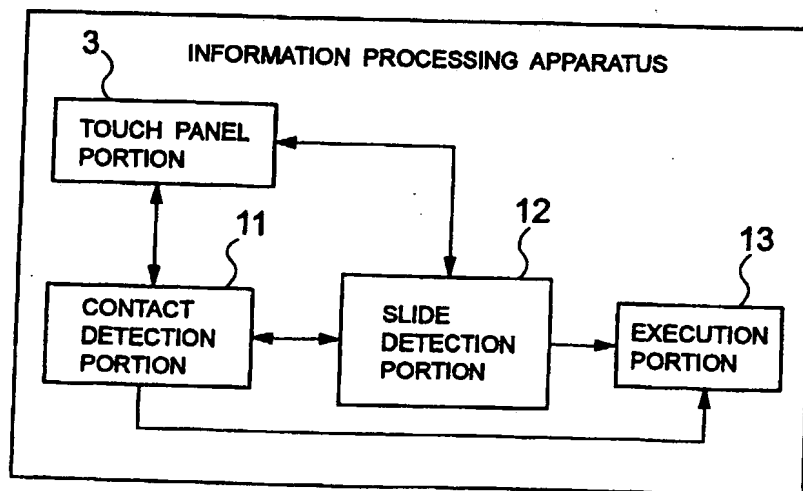 INFORMATION PROCESSING APPARATUS
3
TOUCH PANEL
PORTION
11
CONTACT
DETECTION
PORTION
12
SLIDE
DETECTION
PORTION
13
EXECUTION
PORTION